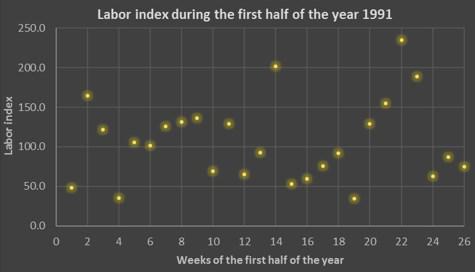 Labor index during the first half of the year 1991
250.0
200.0
150.0
100.0
50.0
0.0
Labor index
0 2 4 6 8 10 12 14 16 18 20 22 24 26
Weeks of the first half of the year